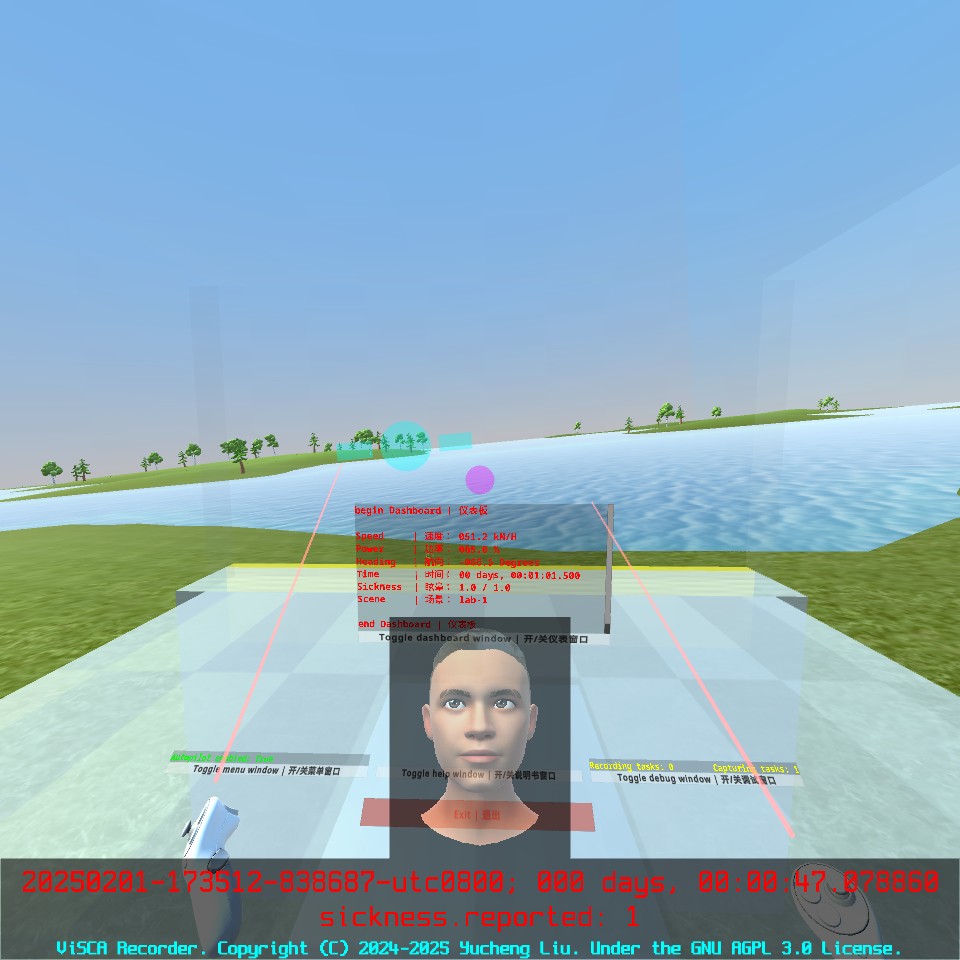 begin Dashboard | 仪表板
Speed | 速度: 051.2 kN/H
Power | 功率:
Heading | 航向: Degrees
Time | 时间: 00 days, 00:01:01.500
Sickness | 眩晕: 1.0 / 1.0
Scene | 场景: lab-1
end Dashboard | 仪表板
Toggle dashboard window | 开/关仪表窗口
Toggle menu window | 开/关菜单窗口
Toggle help window | 开/关说明书窗口
Recording tasks: 0 Capturing tasks: 1
Toggle debug window | 开/关调试窗口
Exit | 退出
20250201-173512-838687-utc0800; 000 days, 00:00:47.078860
sickness.reported: 1
ViSCA Recorder. Copyright (C) 2024-2025 Yucheng Liu. Under the GNU AGPL 3.0 License.